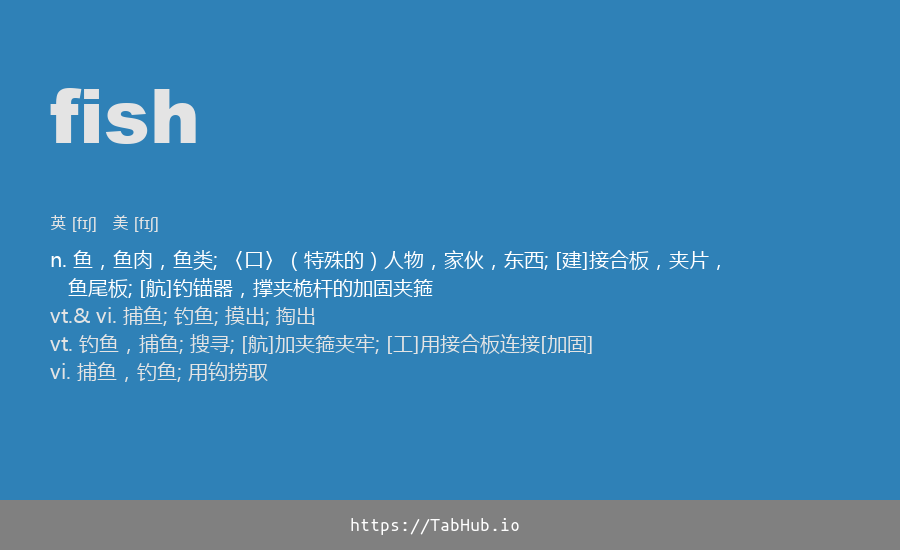 fish
英 [fɪʃ] 美 [fɪʃ]
n. 鱼，鱼肉，鱼类; 〈口〉（特殊的）人物，家伙，东西; [建]接合板，夹片，
鱼尾板; [航]钓锚器，撑夹桅杆的加固夹箍
vt.& vi. 捕鱼; 钓鱼; 摸出; 掏出
vt. 钓鱼，捕鱼; 搜寻; [航]加夹箍夹牢; [工]用接合板连接[加固]
vi. 捕鱼，钓鱼; 用钩捞取
https://TabHub.io